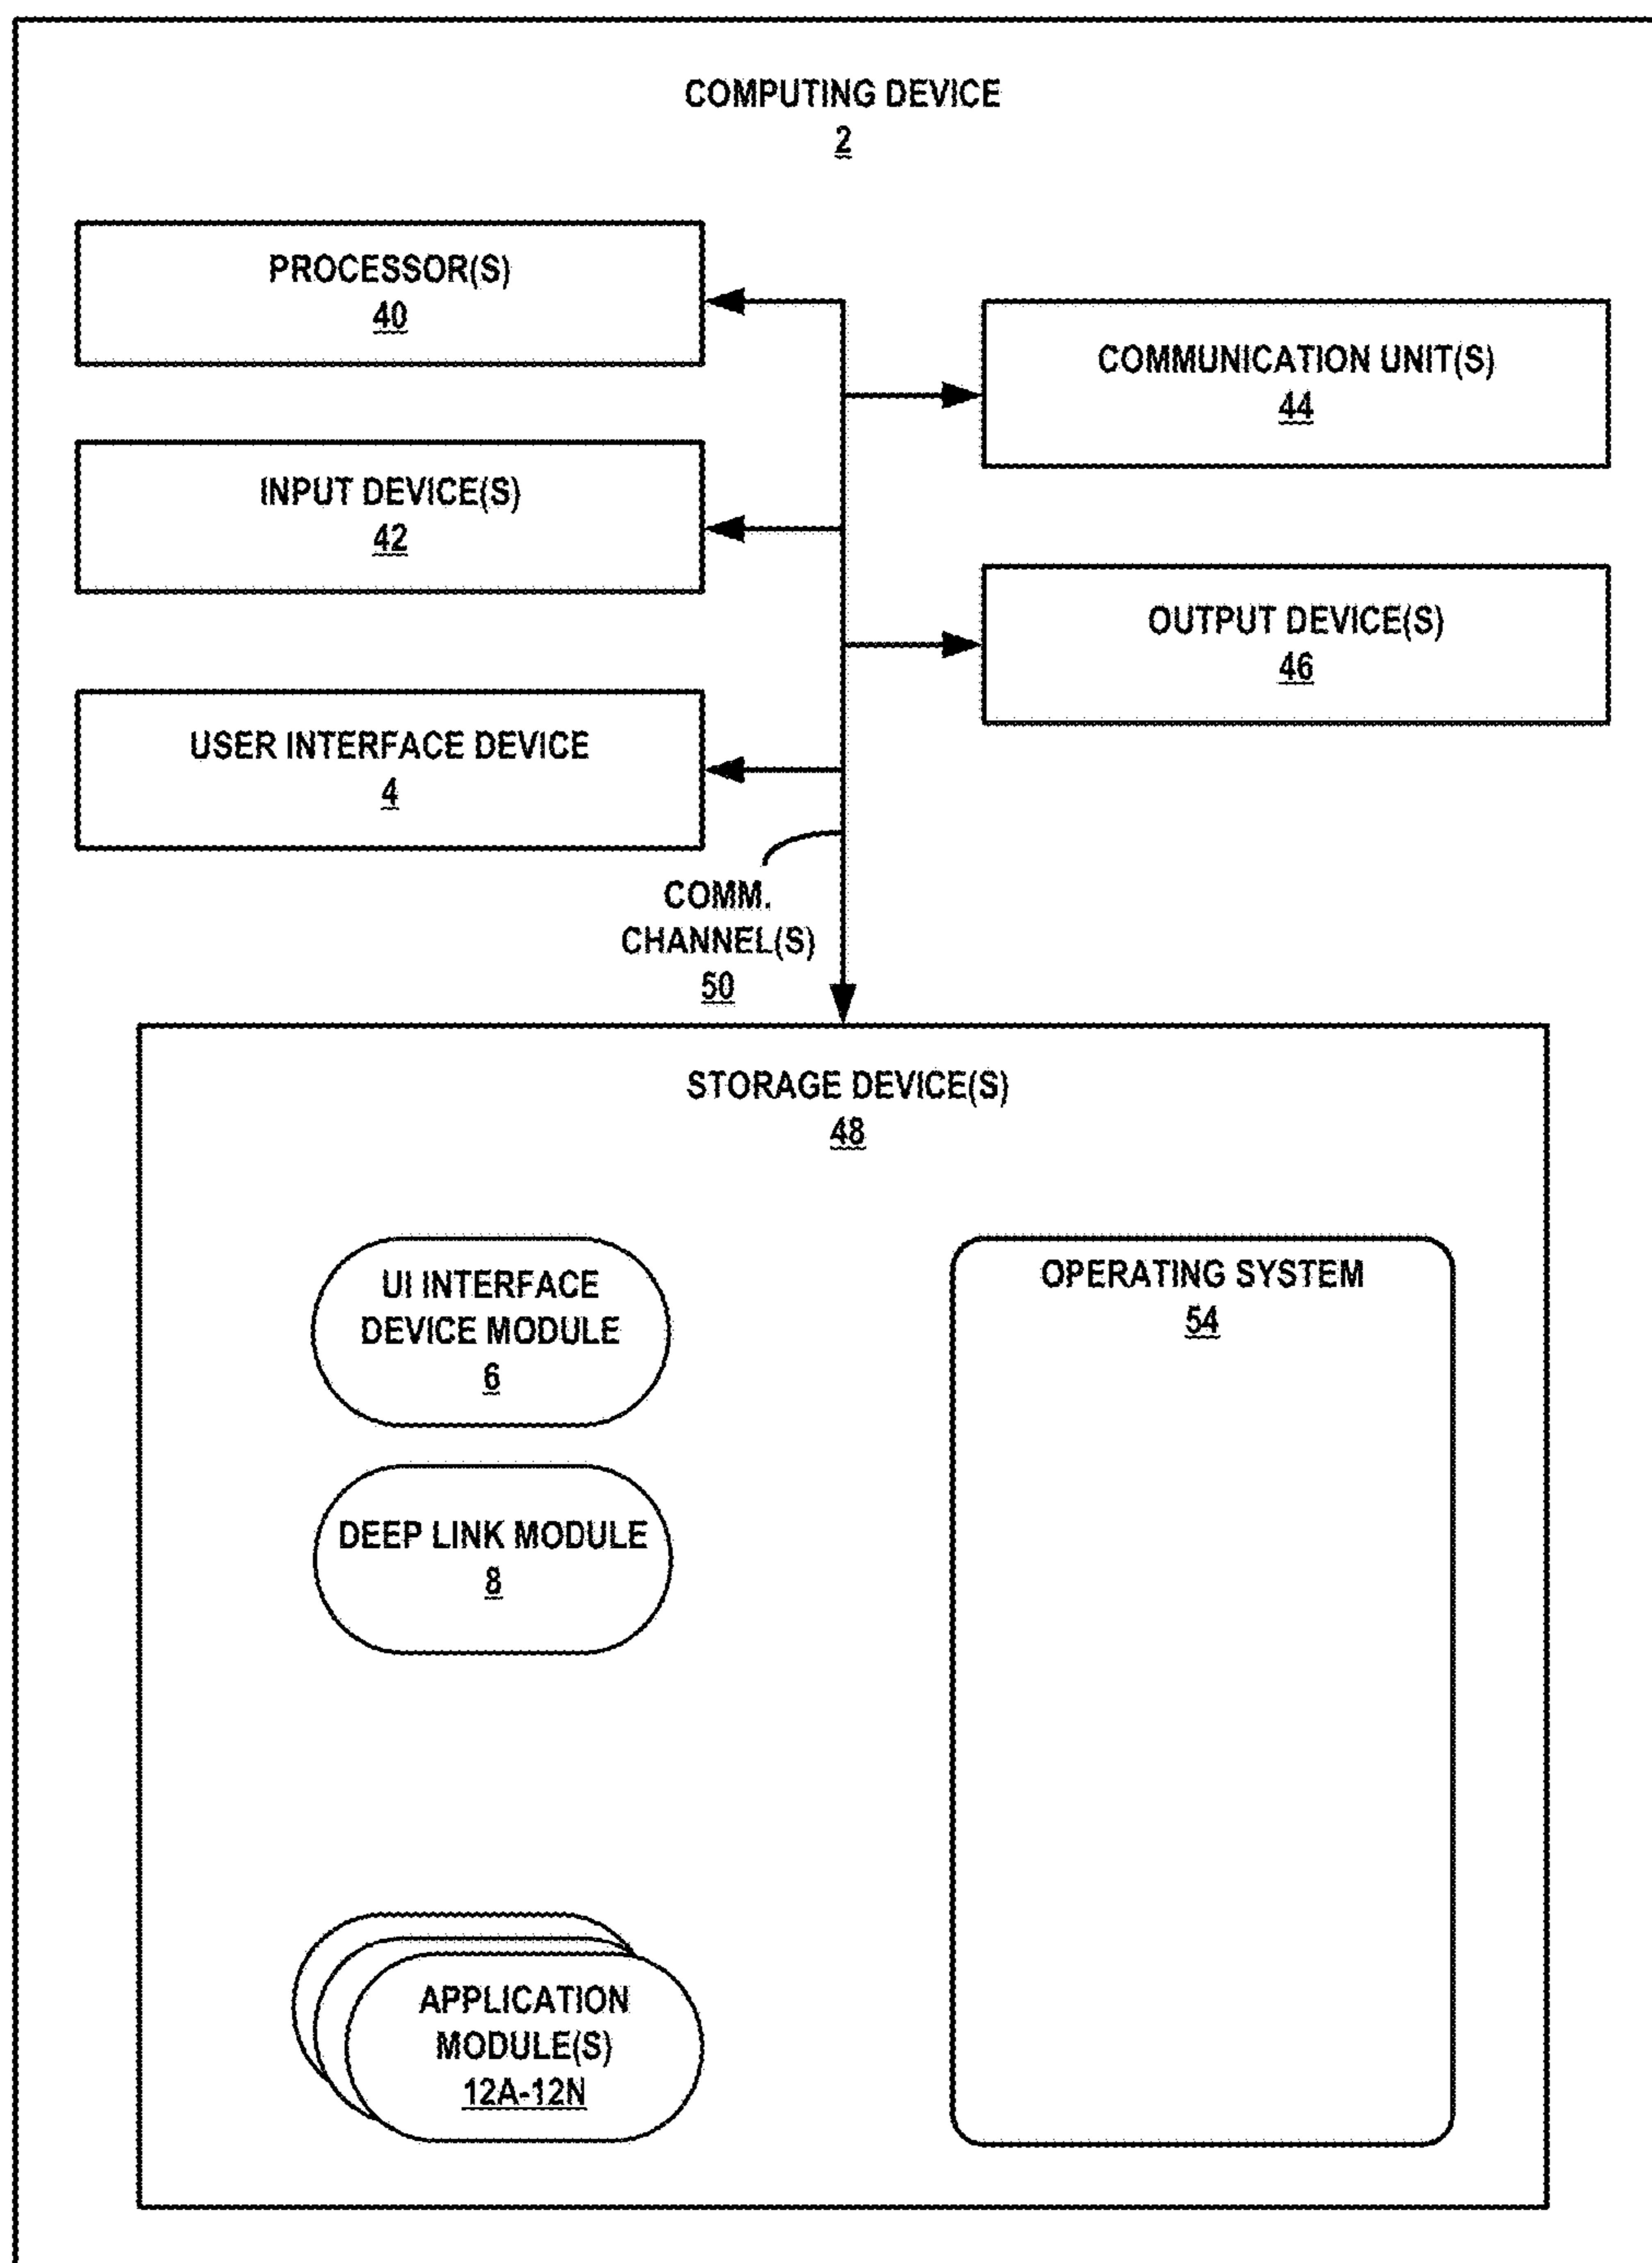 COMPUTING DEVICE
2
PROCESSOR(S)
40
COMMUNICATION UNIT(S)
44
INPUT DEVICE(S)
42
OUTPUT DEVICE(S)
46
USER INTERFACE DEVICE
4
COMM.
CHANNEL(S)
50
STORAGE DEVICE(S)
48
UI INTERFACE
DEVICE MODULE
6
DEEP LINK MODULE
8
APPLICATION
MODULE(S)
12A-12N
OPERATING SYSTEM
54